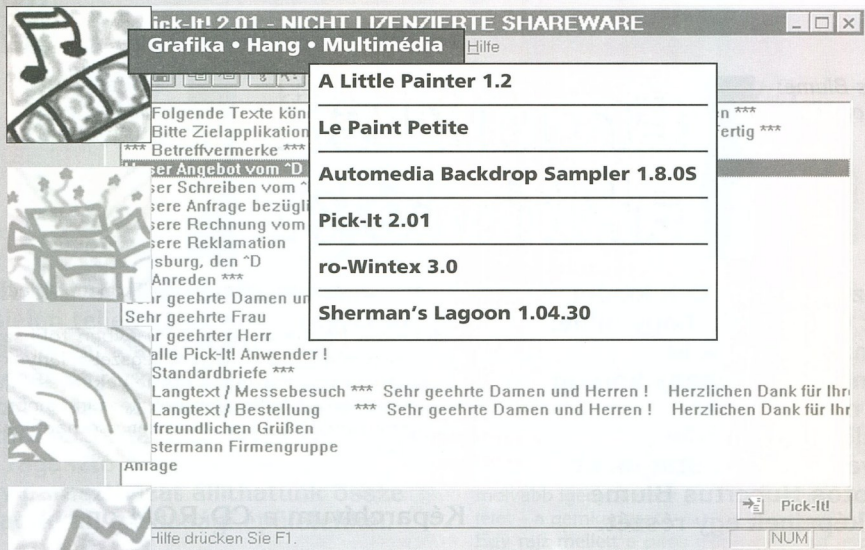 ick-It! 2.01 - NICHT LIZENZIERTE SHAREWARE
Grafika • Hang • Multimédia
Hilfe
A Little Painter 1.2
Le Paint Petite
Automedia Backdrop Sampler 1.8.0S
Pick-It 2.01
ro-Wintex 3.0
Sherman's Lagoon 1.04.30
Folgende Texte kön
en ***
Bitte Zielapplikation
ertig ***
*** Betreffvermerke ***
ser Angebot vom ^D
ser Schreiben vom ^
sere Anfrage bezügli
sere Rechnung vom
sere Reklamation
sburg, den ^D
Anreden ***
Sehr geehrte Damen un
Sehr geehrte Frau
r geehrter Herr
alle Pick-It! Anwender !
Standardbriefe ***
Langtext / Messebesuch *** Sehr geehrte Damen und Herren ! Herzlichen Dank für Ihre
Langtext / Bestellung *** Sehr geehrte Damen und Herren ! Herzlichen Dank für Ihr
freundlichen Grüßen
stermann Firmengruppe
Anlage
Pick-It!
Hilfe drücken Sie F1.
NUM